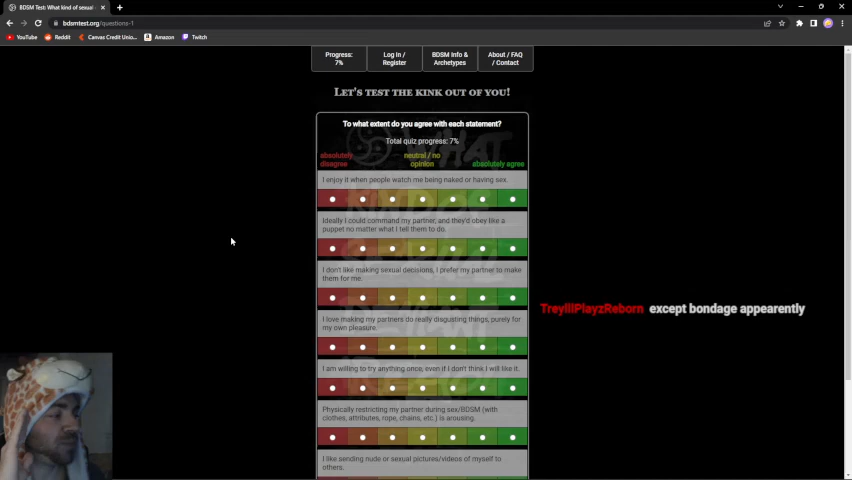 BDSM Test: What kind of sexual
bdsmtest.org/questions-1
YouTube
Reddit
Canvas Credit Unio...
Amazon
Twitch
Progress:
7%
Log In /
Register
BDSM Info &
Archetypes
About / FAQ
/ Contact
Let's test the kink out of you!
To what extent do you agree with each statement?
Total quiz progress: 7%
absolutely
disagree
neutral / no
opinion
absolutely agree
I enjoy it when people watch me being naked or having sex.
Ideally I could command my partner, and they'd obey like a
puppet no matter what I tell them to do.
I don't like making sexual decisions, I prefer my partner to make
them for me.
I love making my partners do really disgusting things, purely for
my own pleasure.
I am willing to try anything once, even if I don't think I will like it.
Physically restricting my partner during sex/BDSM (with
clothes, attributes, rope, chains, etc.) is arousing.
I like sending nude or sexual pictures/videos of myself to
others.
except bondage appearently